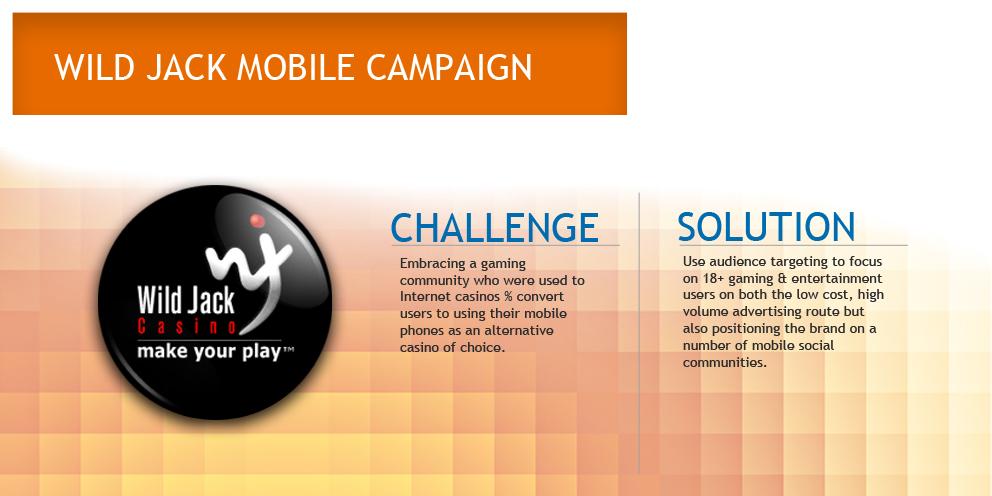 WILD JACK MOBILE CAMPAIGN
wj
Wild Jack
Casino
make your play™
CHALLENGE
Embracing a gaming
community who were used to
Internet casinos % convert
users to using their mobile
phones as an alternative
casino of choice.
SOLUTION
Use audience targeting to focus
on 18+ gaming & entertainment
users on both the low cost, high
volume advertising route but
also positioning the brand on a
number of mobile social
communities.